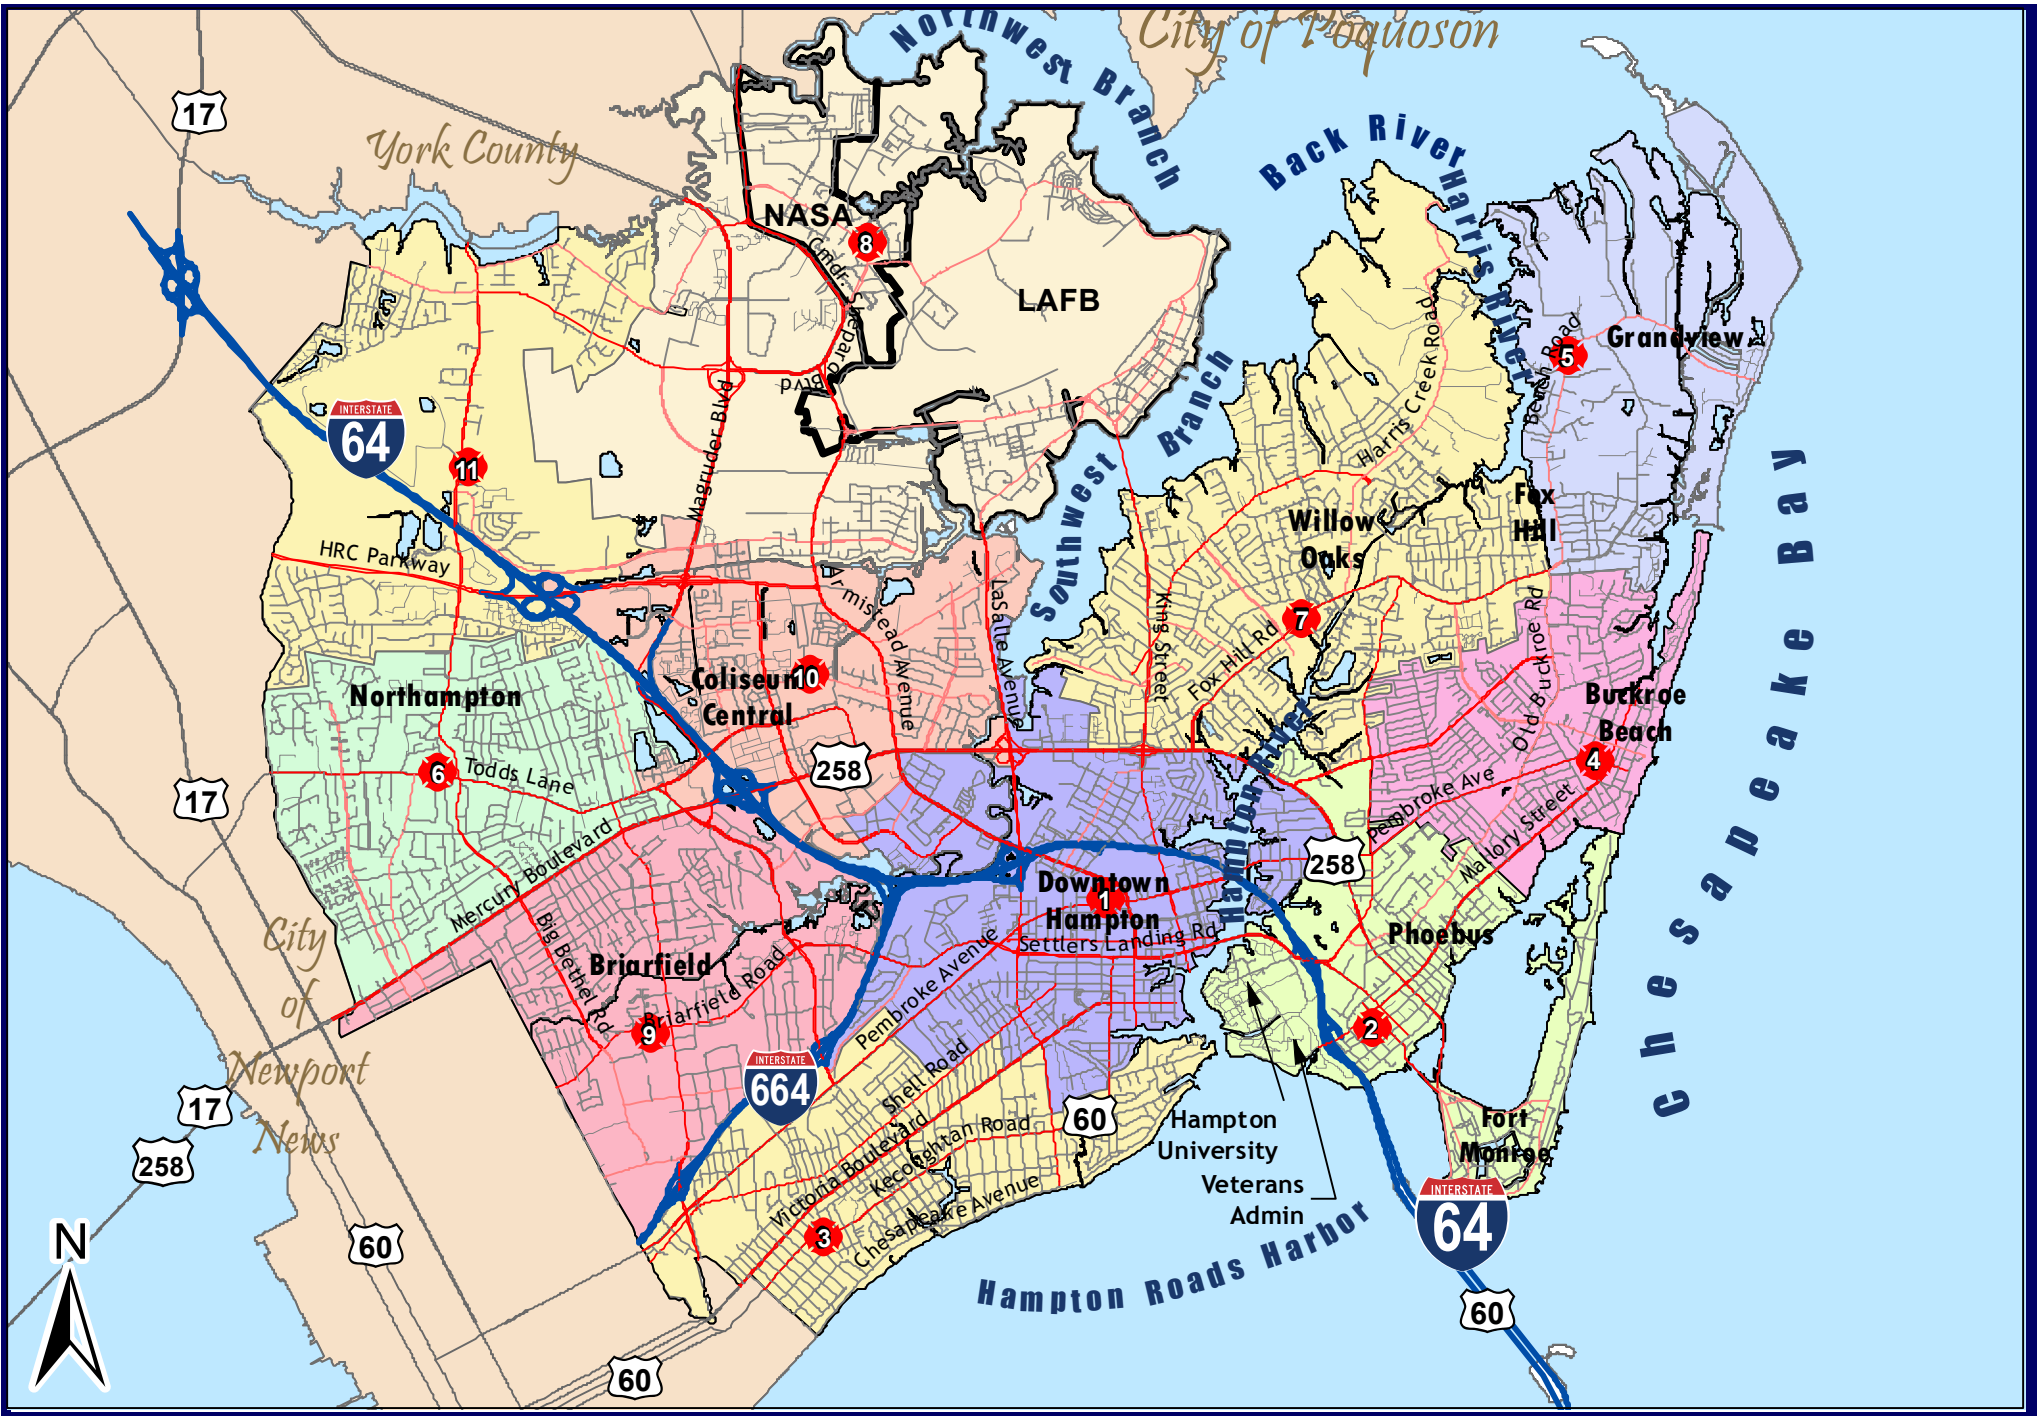 City of Poquoson
Northwest Branch
17
York County
Back River
Harris River
NASA
8
Cmdr. Shepard Blvd
LAFB
Grandview
5
Beach Road
Harris Creek Road
INTERSTATE
64
11
Magruder Blvd
Southwest Branch
Fox
Hill
Willow
Oaks
HRC Parkway
Armistead Avenue
LaSalle Avenue
King Street
7
Fox Hill Rd
Old Buckroe Rd
Chesapeake Bay
Northampton
Coliseum
Central
10
Buckroe
Beach
4
6
Todds Lane
258
17
Hampton River
Pembroke Ave
Mallory Street
258
Mercury Boulevard
Downtown
Hampton
1
Settlers Landing Rd
Phoebus
City
of
Newport
News
Big Bethel Rd
Briarfield
Briarfield Road
9
Pembroke Avenue
2
INTERSTATE
664
Shell Road
17
258
60
Hampton
University
Veterans
Admin
Fort
Monroe
Victoria Boulevard
Kecoughtan Road
Chesapeake Avenue
3
INTERSTATE
64
N
60
Hampton Roads Harbor
60
60